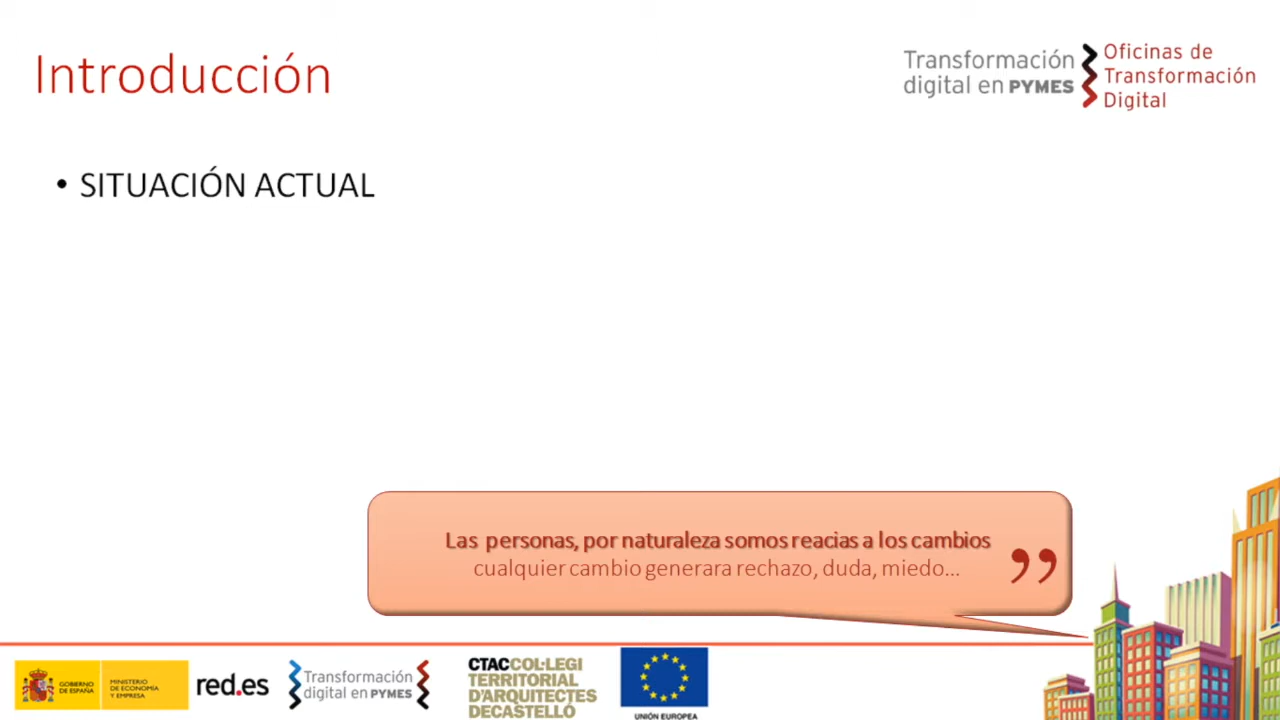 Introducción
Transformación
digital en PYMES
Oficinas de
Transformación
Digital
• SITUACIÓN ACTUAL
Las personas, por naturaleza somos reacias a los cambios
cualquier cambio generara rechazo, duda, miedo...
”
GOBIERNO
DE ESPAÑA
MINISTERIO
DE ECONOMÍA
Y EMPRESA
red.es
Transformación
digital en PYMES
CTACCOL·LEGI
TERRITORIAL
D'ARQUITECTES
DECASTELLÓ
UNIÓN EUROPEA